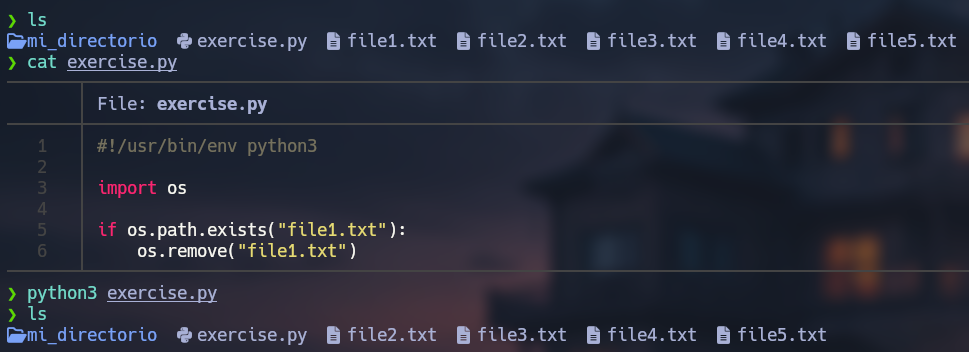 ❯ ls
mi_directorio exercise.py file1.txt file2.txt file3.txt file4.txt file5.txt
❯ cat exercise.py
File: exercise.py
1 #!/usr/bin/env python3
2
3 import os
4
5 if os.path.exists("file1.txt"):
6     os.remove("file1.txt")
❯ python3 exercise.py
❯ ls
mi_directorio exercise.py file2.txt file3.txt file4.txt file5.txt